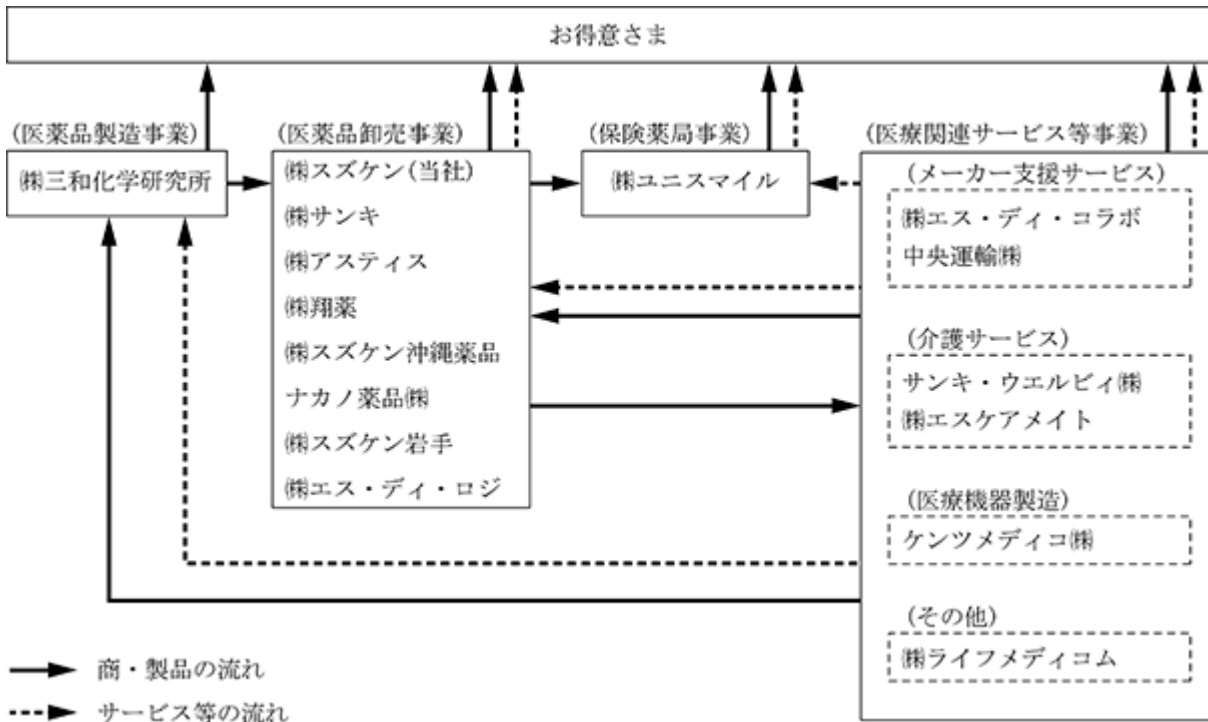 お得意さま
(医薬品製造事業)
㈱三和化学研究所
(医薬品卸売事業)
㈱スズケン(当社)
㈱サンキ
㈱アスティス
㈱翔薬
㈱スズケン沖縄薬品
ナカノ薬品㈱
㈱スズケン岩手
㈱エス・ディ・ロジ
(保険薬局事業)
㈱ユニスマイル
(医療関連サービス等事業)
(メーカー支援サービス)
㈱エス・ディ・コラボ
中央運輸㈱
(介護サービス)
サンキ・ウエルビィ㈱
㈱エスケアメイト
(医療機器製造)
ケンツメディコ㈱
(その他)
㈱ライフメディコム
商・製品の流れ
サービス等の流れ